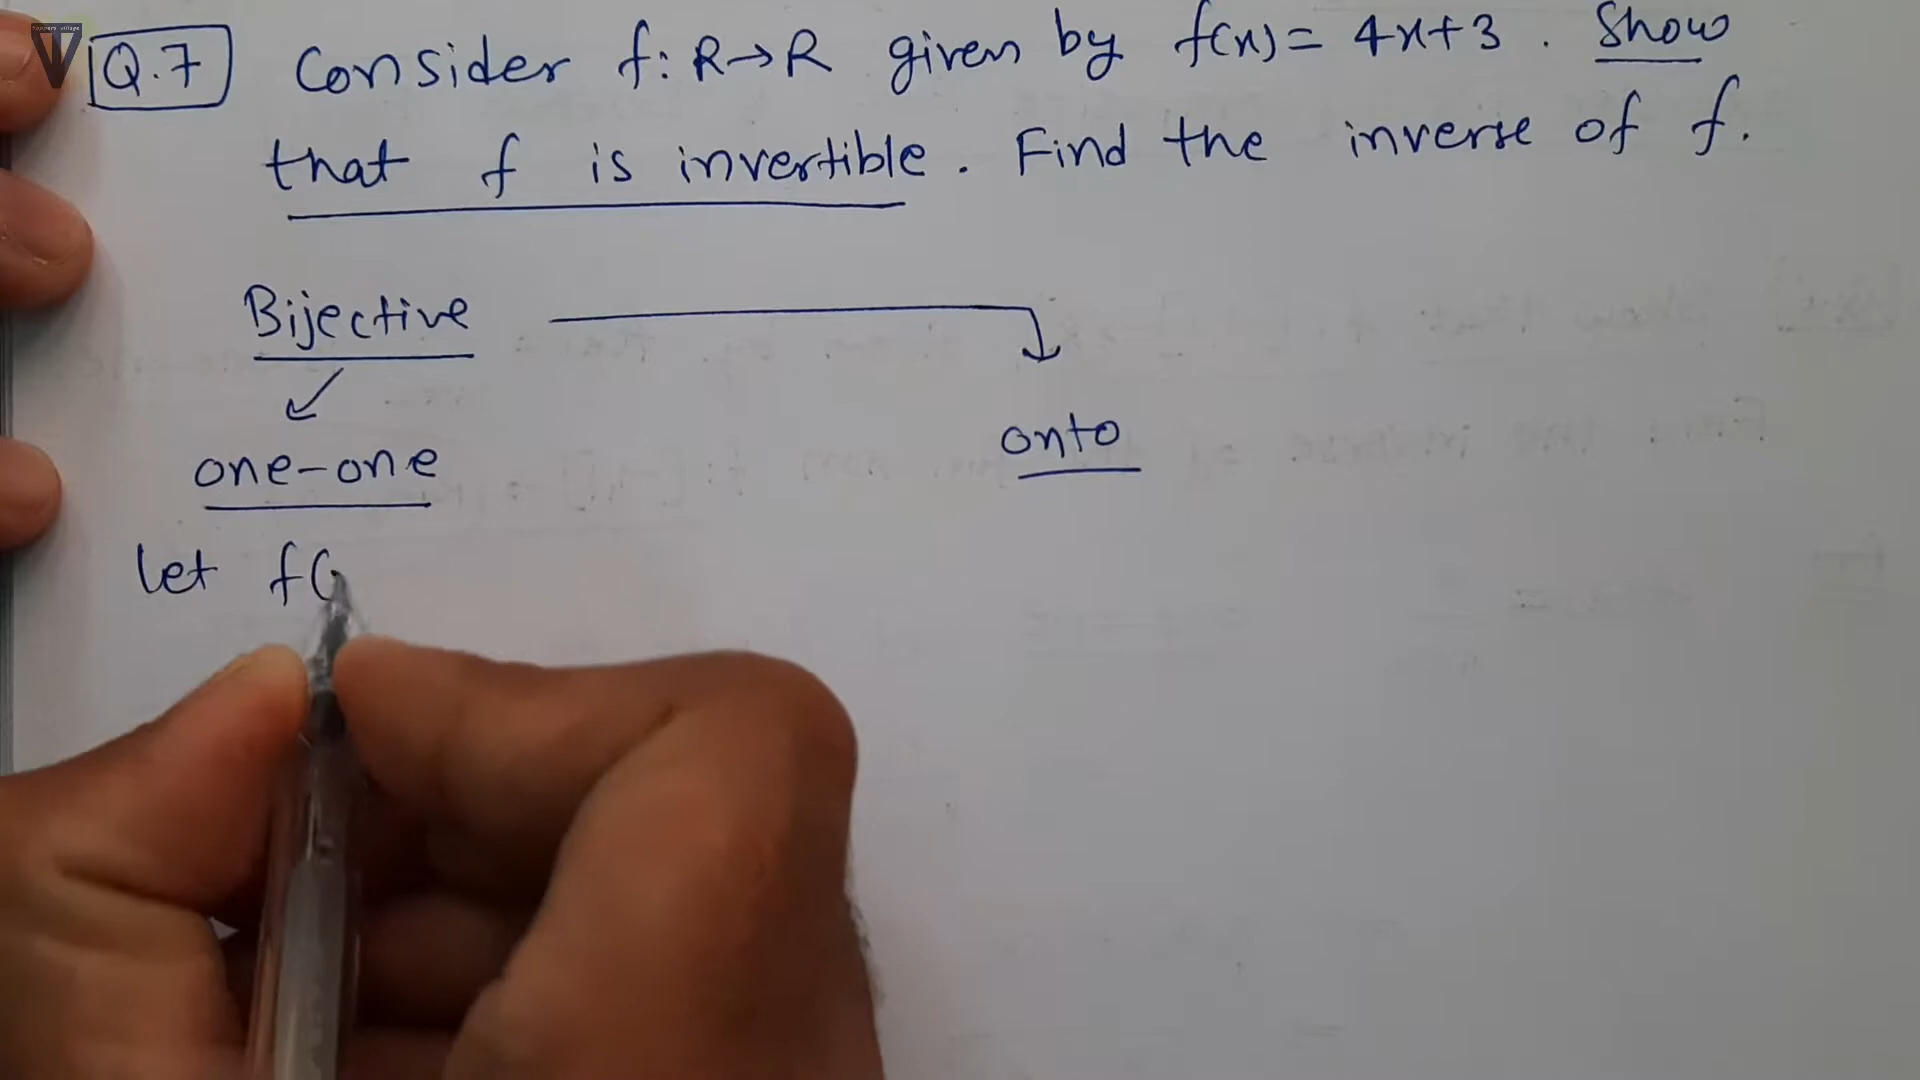 Q.7 Consider f: R→R given by f(x) = 4x+3. Show
that f is invertible. Find the inverse of f.
Bijective
one-one
onto
let f(